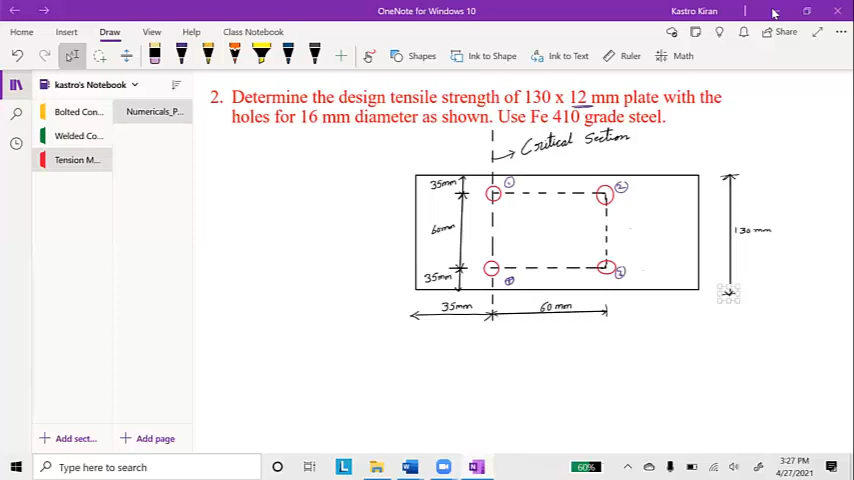 OneNote for Windows 10
Kastro Kiran
Home Insert Draw View Help Class Notebook
Share
Shapes Ink to Shape Ink to Text Ruler Math
kastro's Notebook
Bolted Con... Numericals_P...
Welded Co...
Tension M...
2. Determine the design tensile strength of 130 x 12 mm plate with the
holes for 16 mm diameter as shown. Use Fe 410 grade steel.
Critical Section
35mm
60mm
35mm
130 mm
35mm 60mm
Add sect... Add page
Type here to search
60%
3:27 PM
4/27/2021